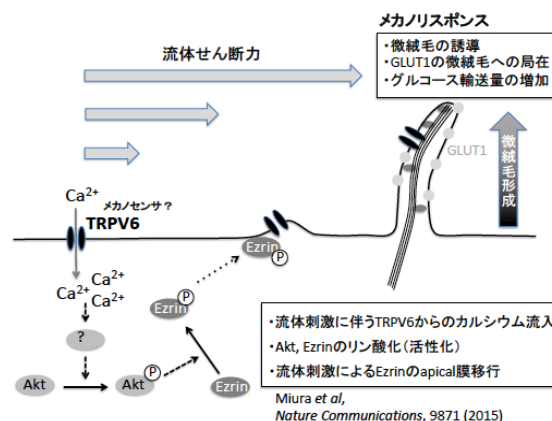 メカノリスポンス
・微絨毛の誘導
・GLUT1の微絨毛への局在
・グルコース輸送量の増加
流体せん断力
GLUT1
微絨毛形成
Ca2+
メカノセンサ?
TRPV6
Ezrin
P
Ca2+
Ca2+
Ca2+
P
Ezrin
?
Akt
Akt
P
Ezrin
・流体刺激に伴うTRPV6からのカルシウム流入
・Akt, Ezrinのリン酸化(活性化)
・流体刺激によるEzrinのapical膜移行
Miura et al,
Nature Communications, 9871 (2015)